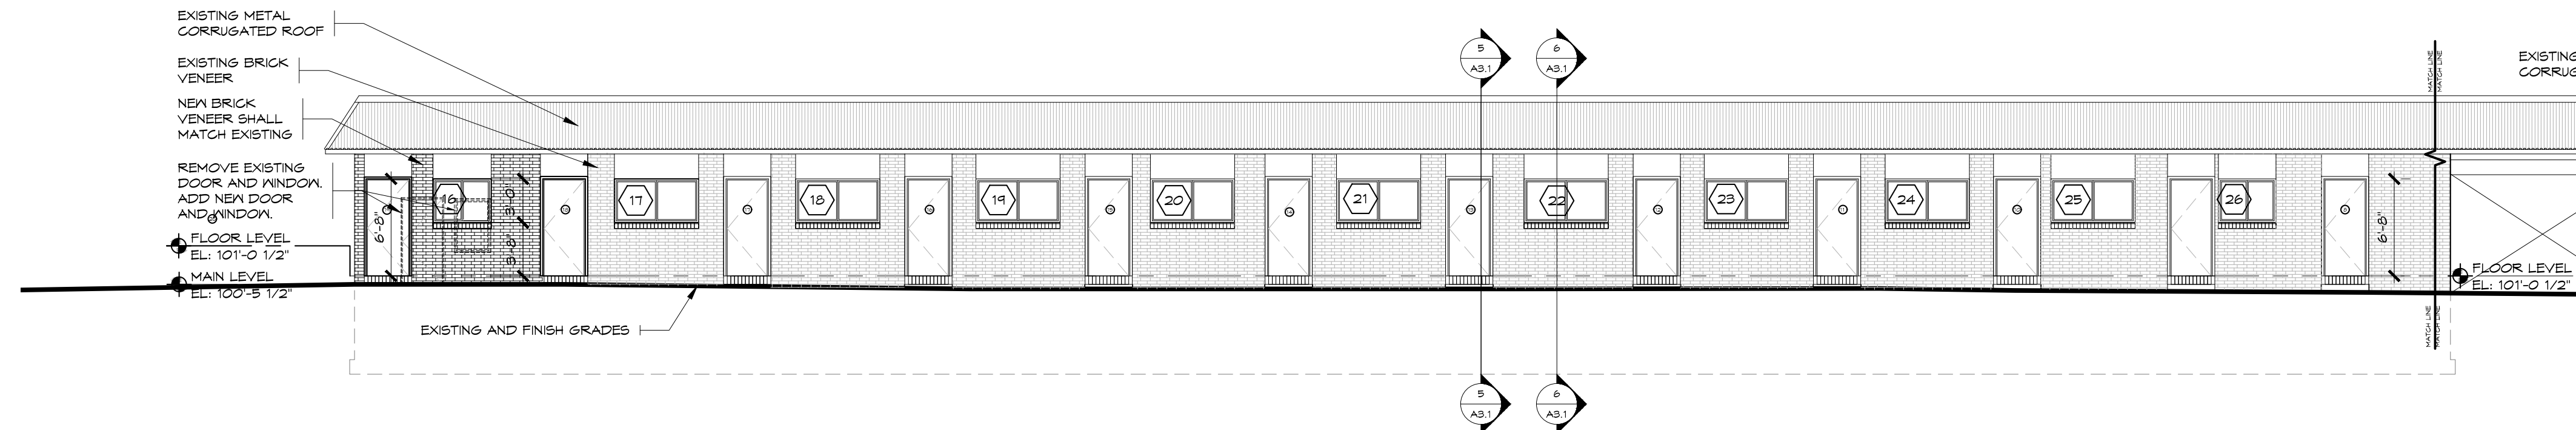 EXISTING METAL
CORRUGATED ROOF
EXISTING BRICK
VENEER
NEW BRICK
VENEER SHALL
MATCH EXISTING
REMOVE EXISTING
DOOR AND WINDOW.
ADD NEW DOOR
AND WINDOW.
FLOOR LEVEL
EL: 101'-0 1/2"
MAIN LEVEL
EL: 100'-5 1/2"
EXISTING AND FINISH GRADES
6'-8"
16
3'-0"
3'-8"
17
18
19
20
21
22
23
24
25
26
5
A3.1
6
A3.1
5
A3.1
6
A3.1
MATCH LINE
MATCH LINE
MATCH LINE
MATCH LINE
6'-8"
EXISTING
FLOOR LEVEL
EL: 101'-0 1/2"